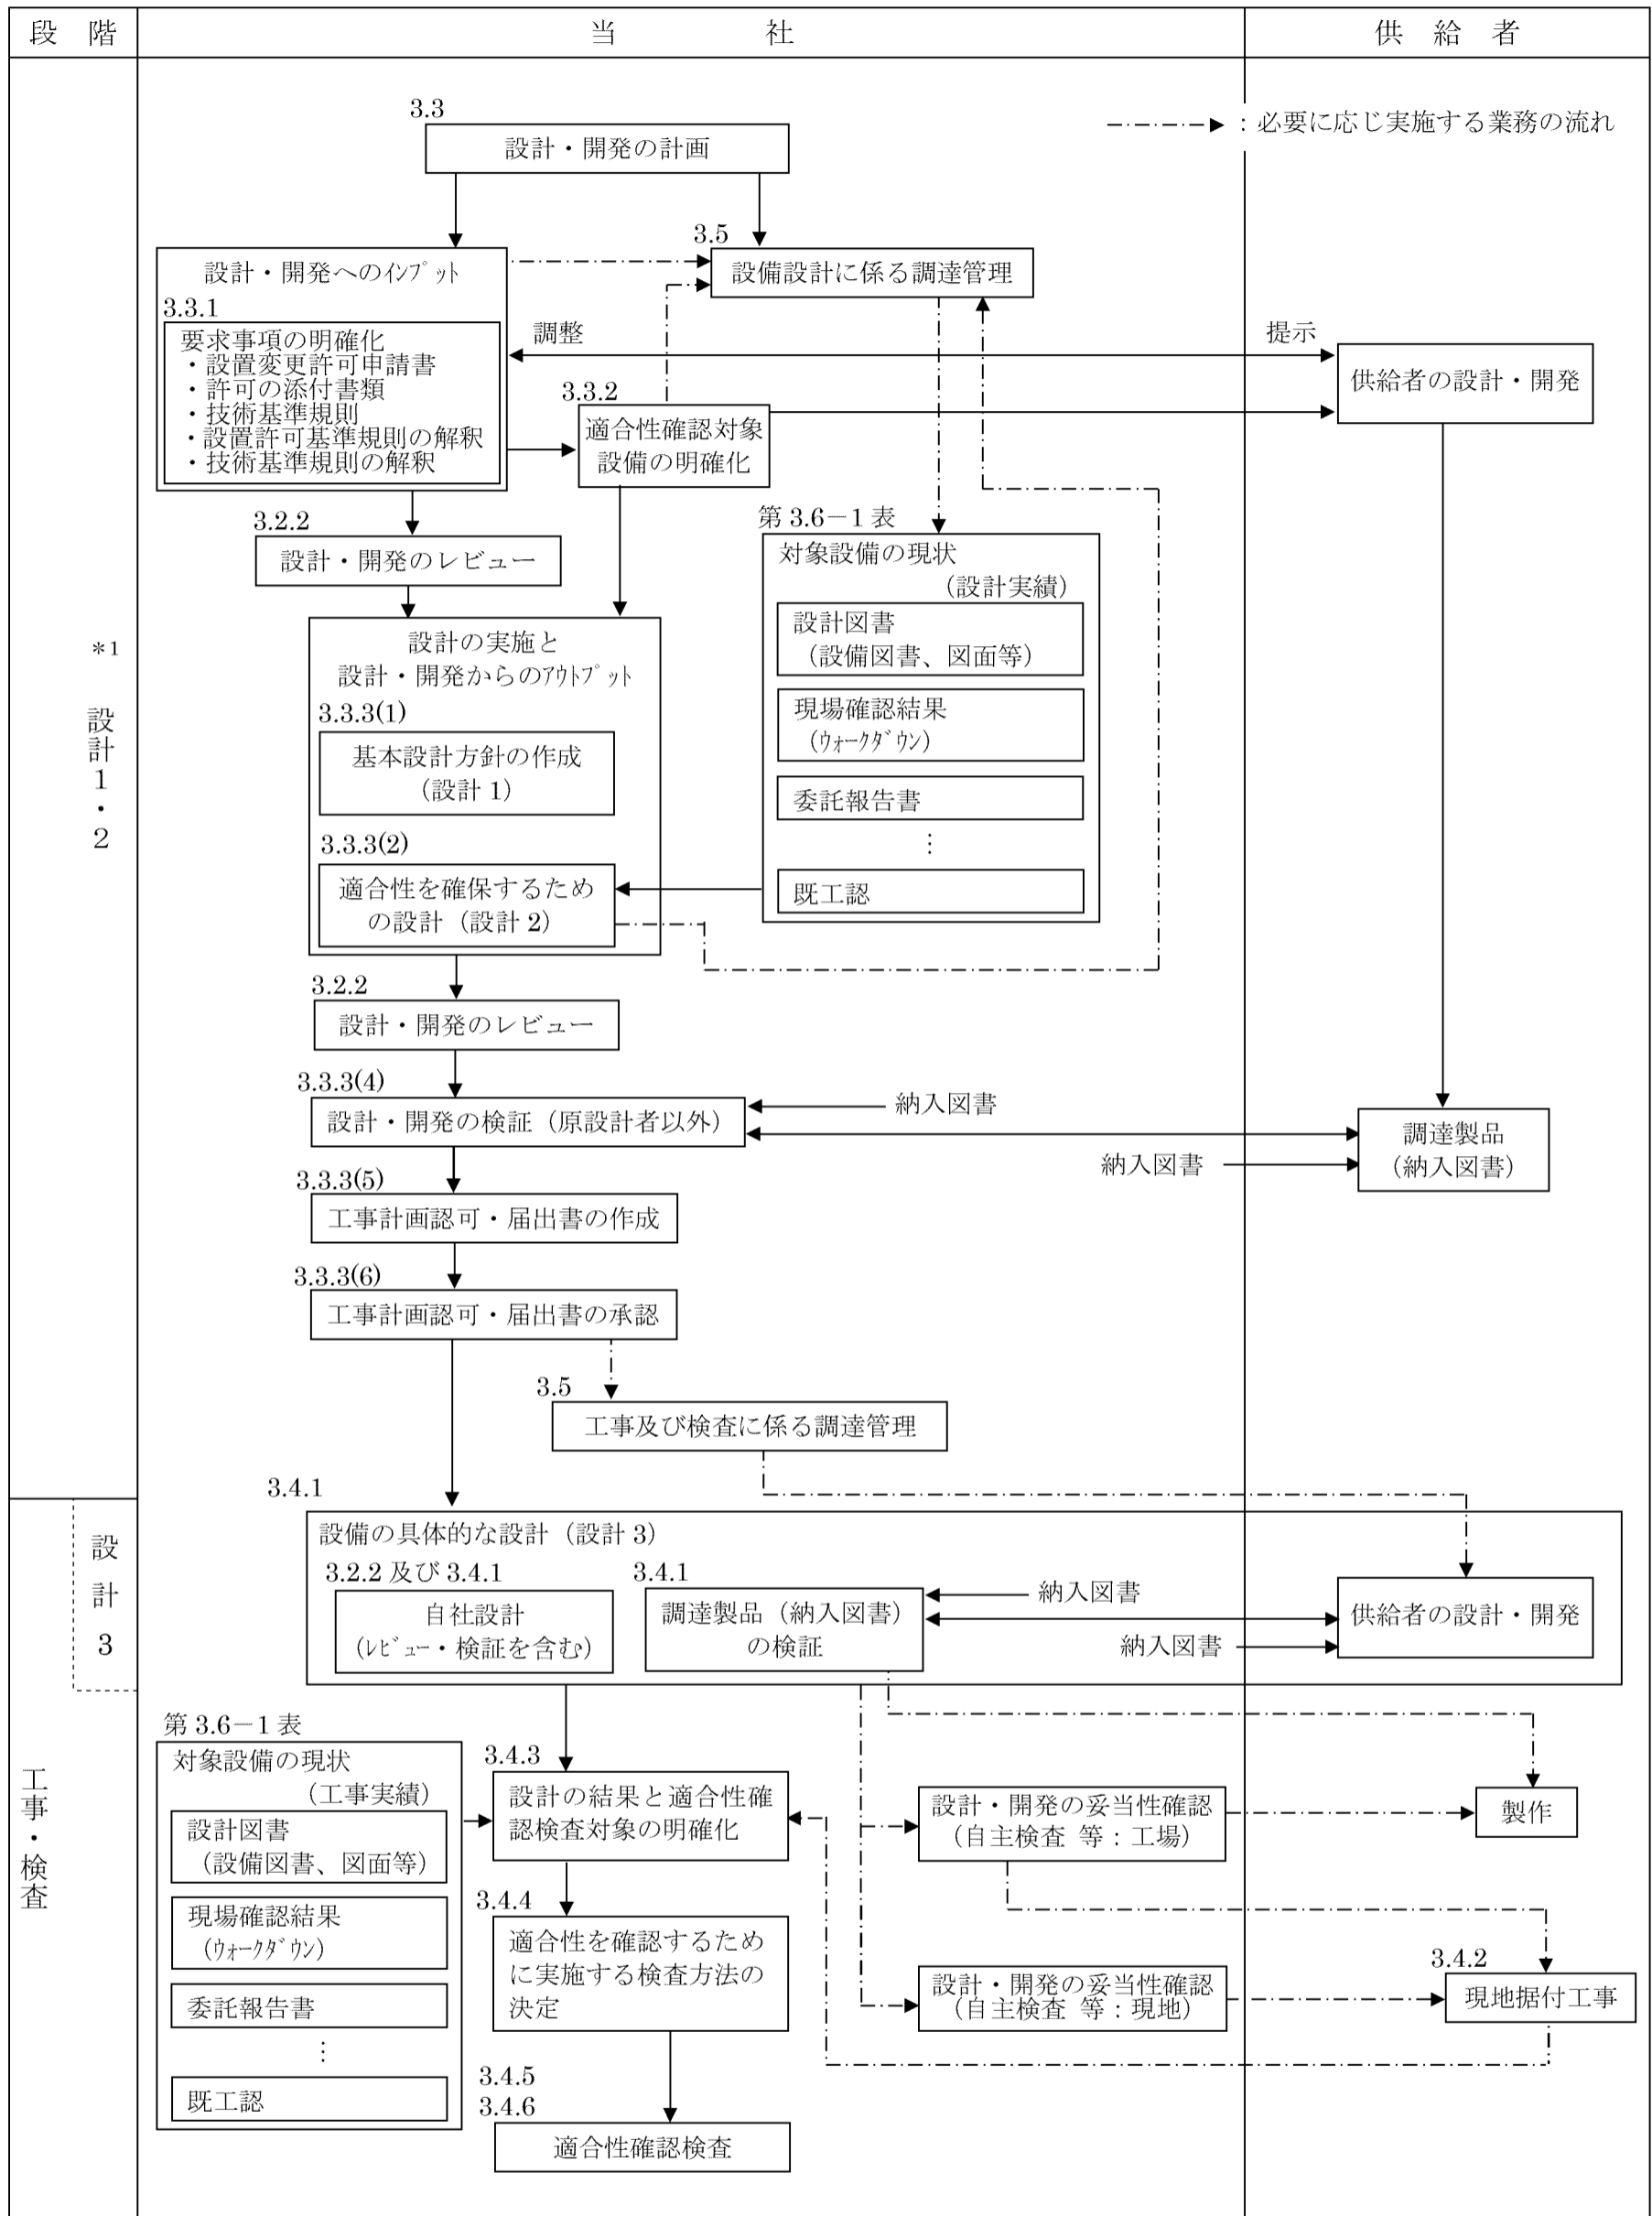 段 階
当 社
供 給 者
3.3
設計・開発の計画
：必要に応じ実施する業務の流れ
3.5
設備設計に係る調達管理
設計・開発へのｲﾝﾌﾟｯﾄ
3.3.1
要求事項の明確化
・設置変更許可申請書
・許可の添付書類
・技術基準規則
・設置許可基準規則の解釈
・技術基準規則の解釈
調整
提示
供給者の設計・開発
3.3.2
適合性確認対象
設備の明確化
3.2.2
設計・開発のレビュー
第 3.6－1 表
対象設備の現状
（設計実績）
設計図書
（設備図書、図面等）
現場確認結果
（ｳｫｰｸﾀﾞｳﾝ）
委託報告書
⋮
既工認
*1
設計１・２
設計の実施と
設計・開発からのｱｳﾄﾌﾟｯﾄ
3.3.3(1)
基本設計方針の作成
（設計 1）
3.3.3(2)
適合性を確保するため
の設計（設計 2）
3.2.2
設計・開発のレビュー
3.3.3(4)
設計・開発の検証（原設計者以外）
納入図書
納入図書
調達製品
（納入図書）
3.3.3(5)
工事計画認可・届出書の作成
3.3.3(6)
工事計画認可・届出書の承認
3.5
工事及び検査に係る調達管理
3.4.1
設計３
設備の具体的な設計（設計 3）
3.2.2 及び 3.4.1
自社設計
（ﾚﾋﾞｭｰ・検証を含む）
3.4.1
調達製品（納入図書）
の検証
納入図書
納入図書
供給者の設計・開発
工事・検査
第 3.6－1 表
対象設備の現状
（工事実績）
設計図書
（設備図書、図面等）
現場確認結果
（ｳｫｰｸﾀﾞｳﾝ）
委託報告書
⋮
既工認
3.4.3
設計の結果と適合性確
認検査対象の明確化
設計・開発の妥当性確認
（自主検査 等：工場）
製作
3.4.4
適合性を確認するため
に実施する検査方法の
決定
設計・開発の妥当性確認
（自主検査 等：現地）
3.4.2
現地据付工事
3.4.5
3.4.6
適合性確認検査